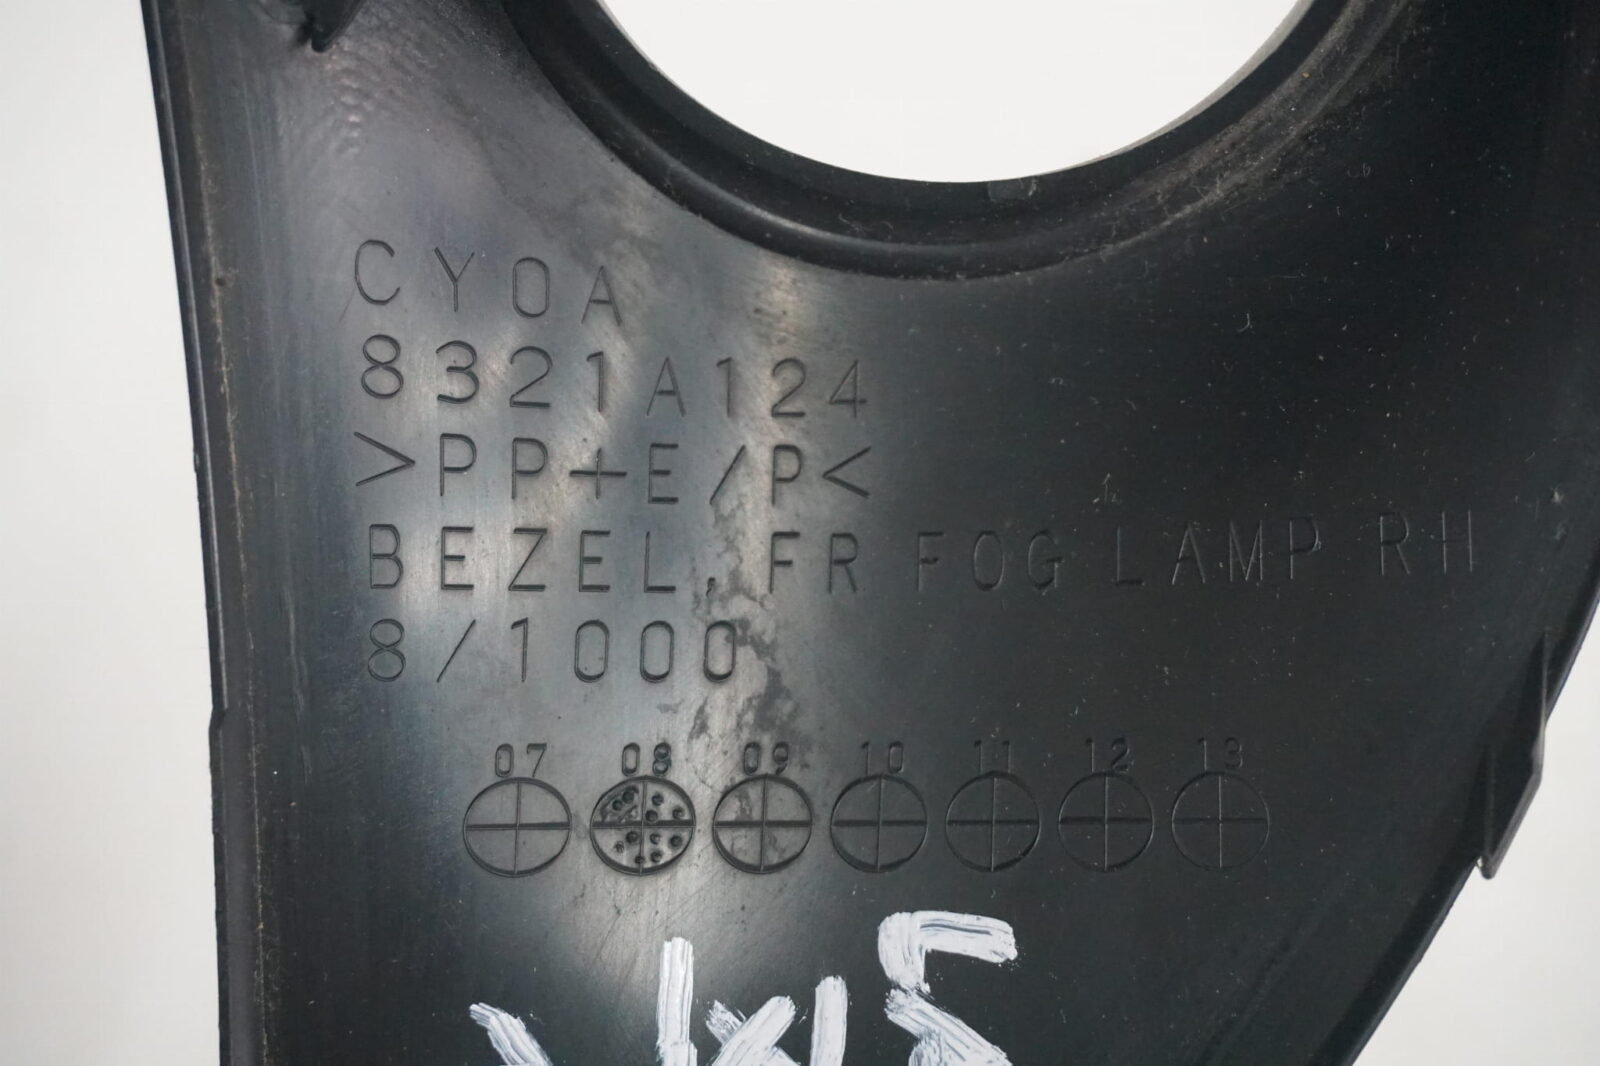 CY0A
8321A124
>PP+E/P<
BEZEL, FR FOG LAMP RH
8/1000
07 08 09 10 11 12 13